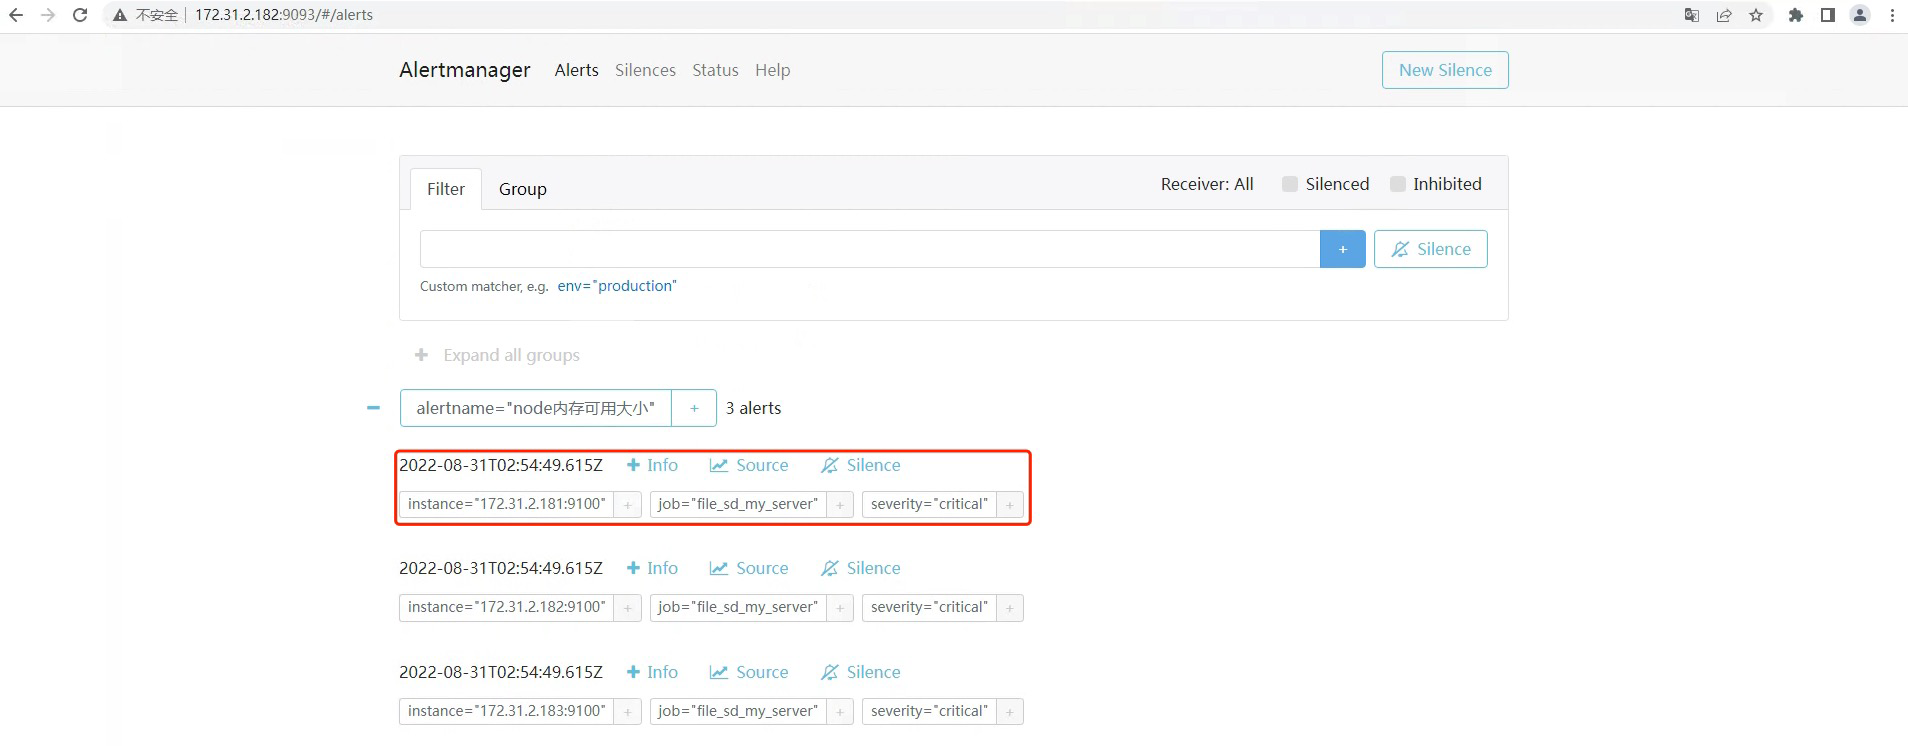 不安全 172.31.2.182:9093/#/alerts
Alertmanager Alerts Silences Status Help New Silence
Filter Group Receiver: All Silenced Inhibited
+ Silence
Custom matcher, e.g. env="production"
+ Expand all groups
− alertname="node内存可用大小" + 3 alerts
2022-08-31T02:54:49.615Z + Info Source Silence
instance="172.31.2.181:9100" + job="file_sd_my_server" + severity="critical" +
2022-08-31T02:54:49.615Z + Info Source Silence
instance="172.31.2.182:9100" + job="file_sd_my_server" + severity="critical" +
2022-08-31T02:54:49.615Z + Info Source Silence
instance="172.31.2.183:9100" + job="file_sd_my_server" + severity="critical" +